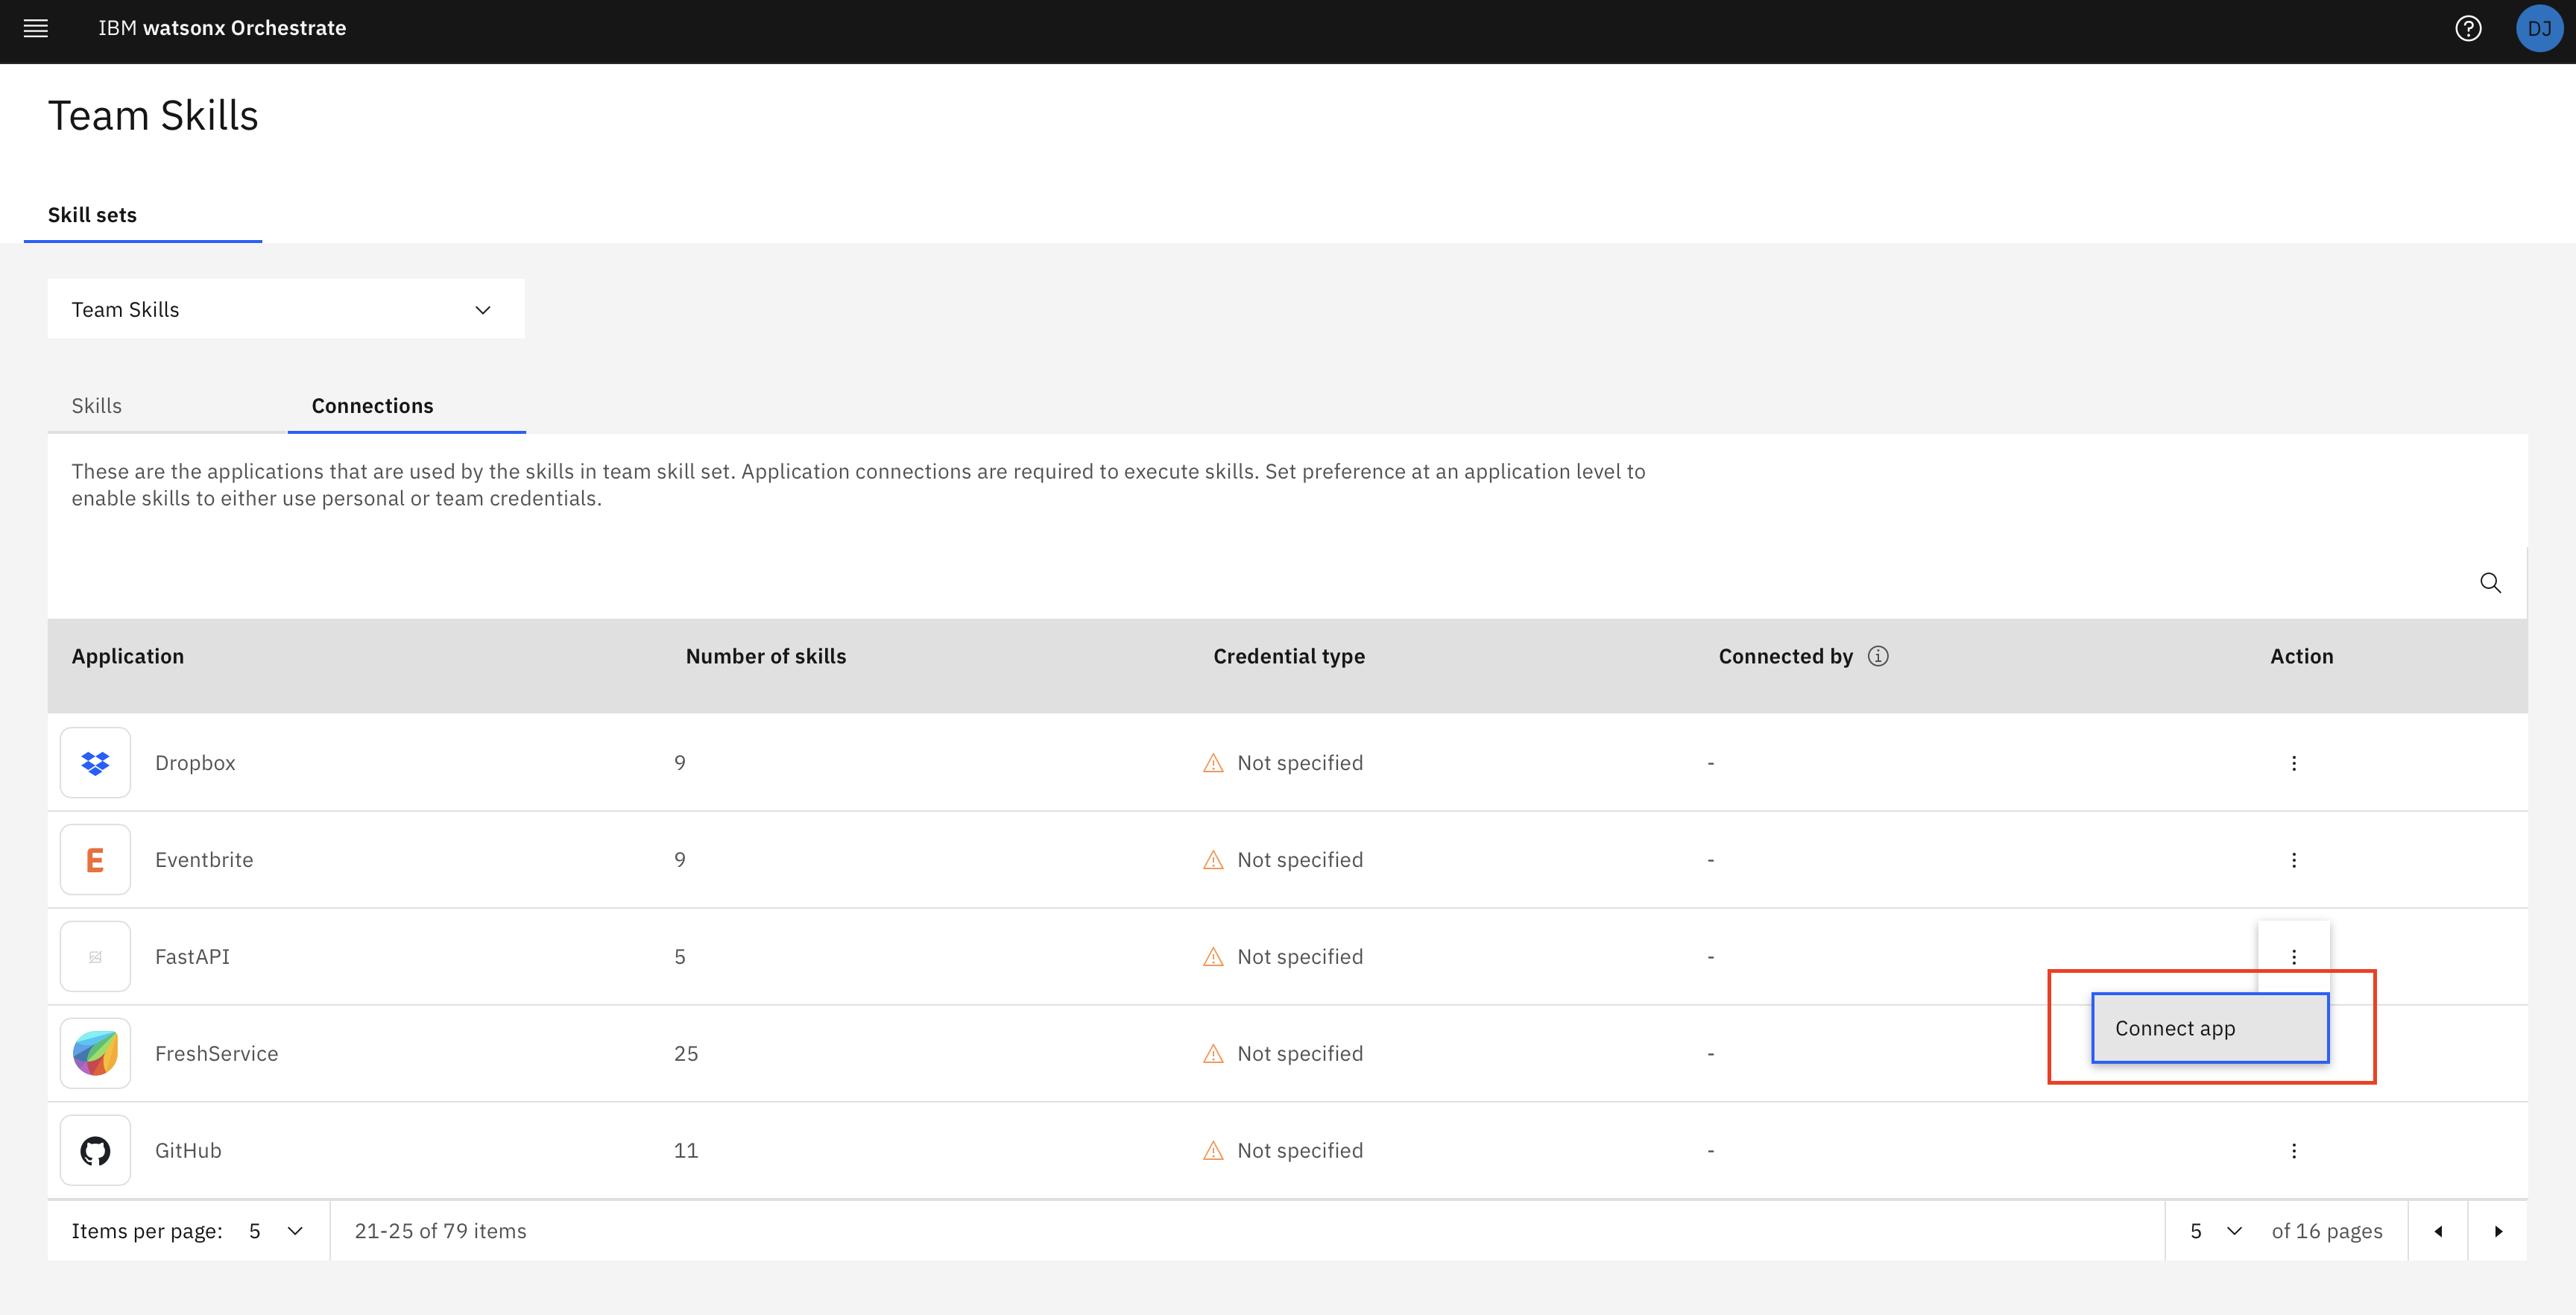 IBM watsonx Orchestrate
DJ
Team Skills
Skill sets
Team Skills
Skills Connections
These are the applications that are used by the skills in team skill set. Application connections are required to execute skills. Set preference at an application level to
enable skills to either use personal or team credentials.
Application Number of skills Credential type Connected by Action
Dropbox 9 Not specified -
E Eventbrite 9 Not specified -
FastAPI 5 Not specified -
Connect app
FreshService 25 Not specified -
GitHub 11 Not specified -
Items per page: 5 21-25 of 79 items 5 of 16 pages